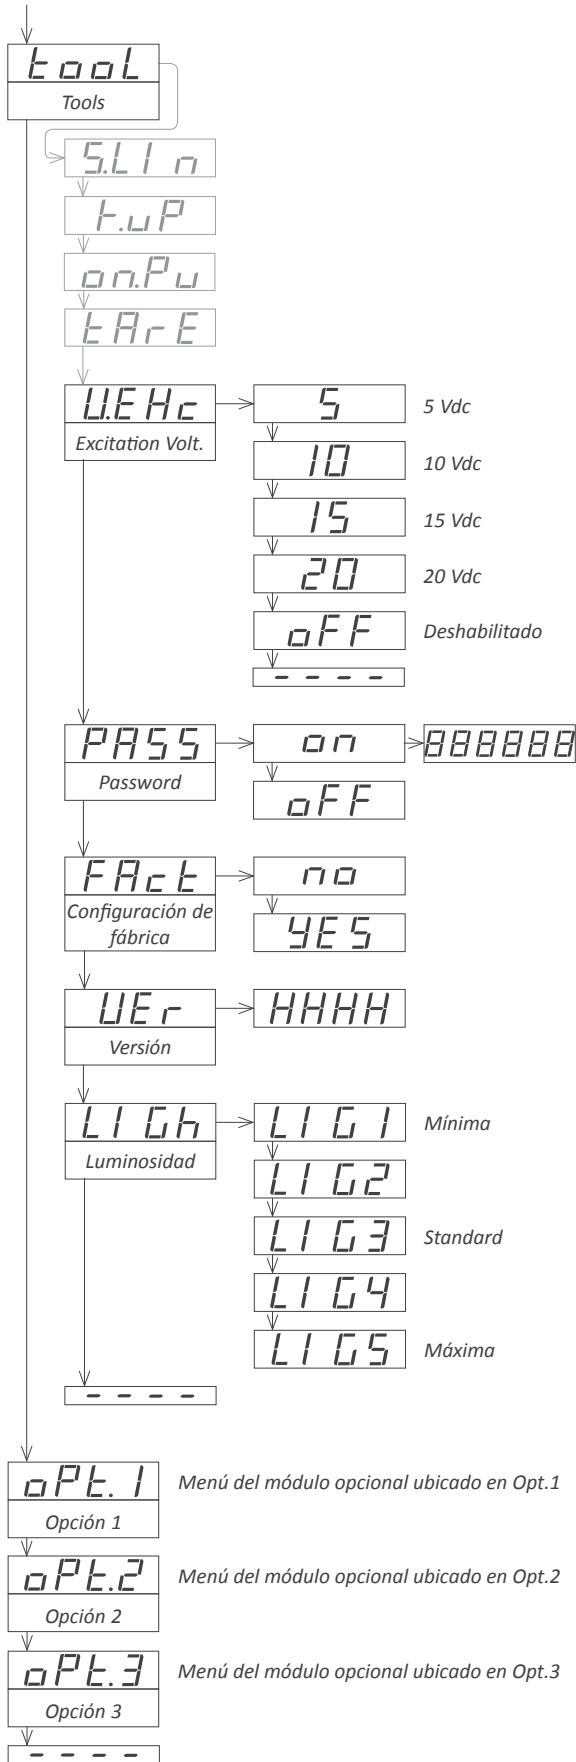 tool
Tools
S.LIn
t.uP
on.Pu
tArE
V.EHc
5
5 Vdc
Excitation Volt.
10
10 Vdc
15
15 Vdc
20
20 Vdc
oFF
Deshabilitado
----
PASS
on
888888
Password
oFF
FAct
no
Configuración de
fábrica
YES
VEr
HHHH
Versión
LIGh
LIG1
Mínima
Luminosidad
LIG2
LIG3
Standard
LIG4
LIG5
Máxima
----
oPt.1
Menú del módulo opcional ubicado en Opt.1
Opción 1
oPt.2
Menú del módulo opcional ubicado en Opt.2
Opción 2
oPt.3
Menú del módulo opcional ubicado en Opt.3
Opción 3
----